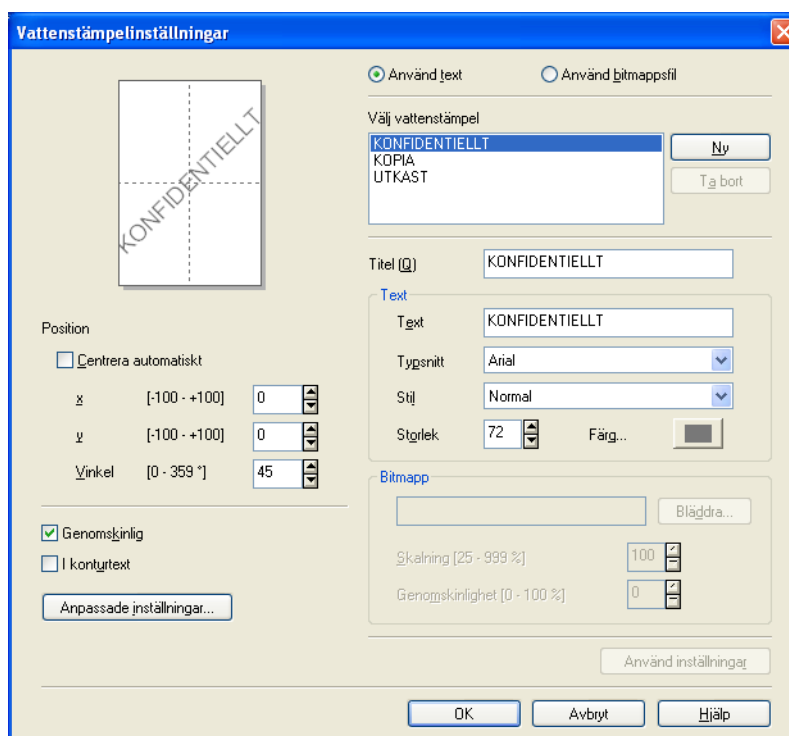 Vattenstämpelinställningar
Använd text
Använd bitmappsfil
KONFIDENTIELLT
Välj vattenstämpel
KONFIDENTIELLT
KOPIA
UTKAST
Ny
Ta bort
Titel (Q)
KONFIDENTIELLT
Text
Text
KONFIDENTIELLT
Typsnitt
Arial
Stil
Normal
Storlek
72
Färg...
Position
Centrera automatiskt
x [-100 - +100] 0
y [-100 - +100] 0
Vinkel [0 - 359 °] 45
Genomskinlig
I konturtext
Anpassade inställningar...
Bitmapp
Bläddra...
Skalning [25 - 999 %] 100
Genomskinlighet [0 - 100 %] 0
Använd inställningar
OK
Avbryt
Hjälp